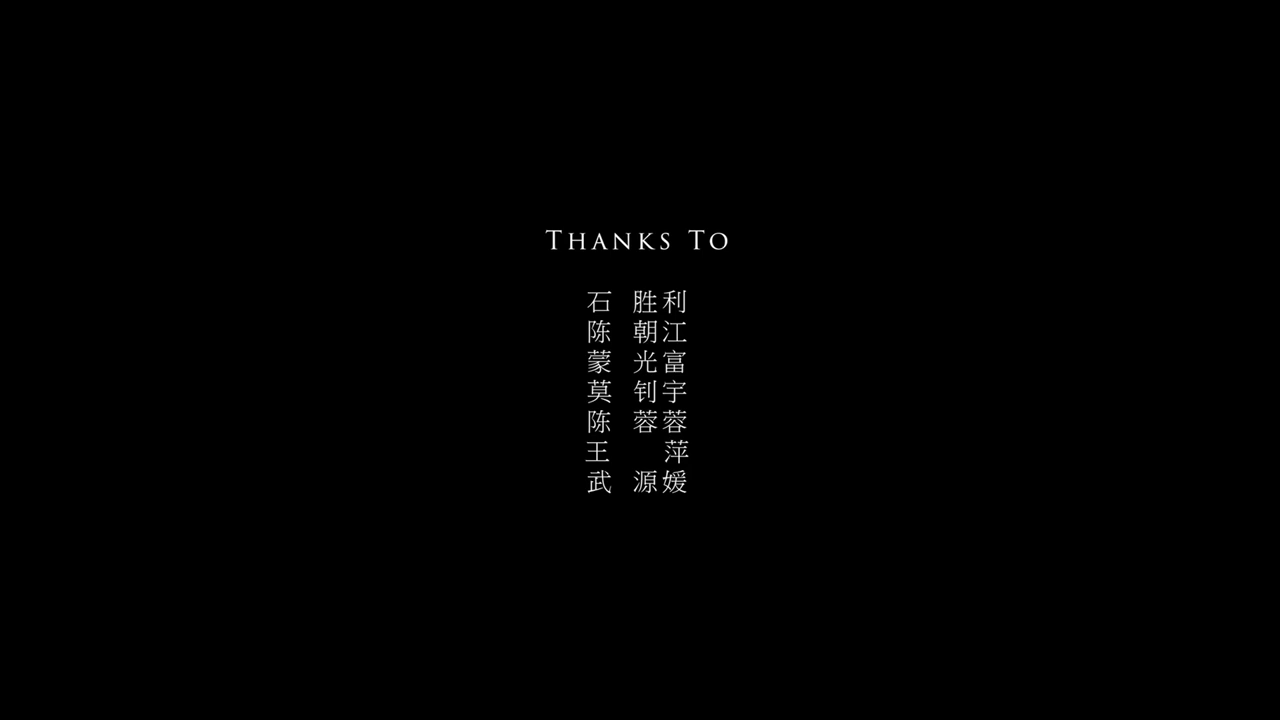 THANKS TO
石 胜利
陈 朝江
蒙 光富
莫 钊宇
陈 蓉蓉
王 萍
武 源媛